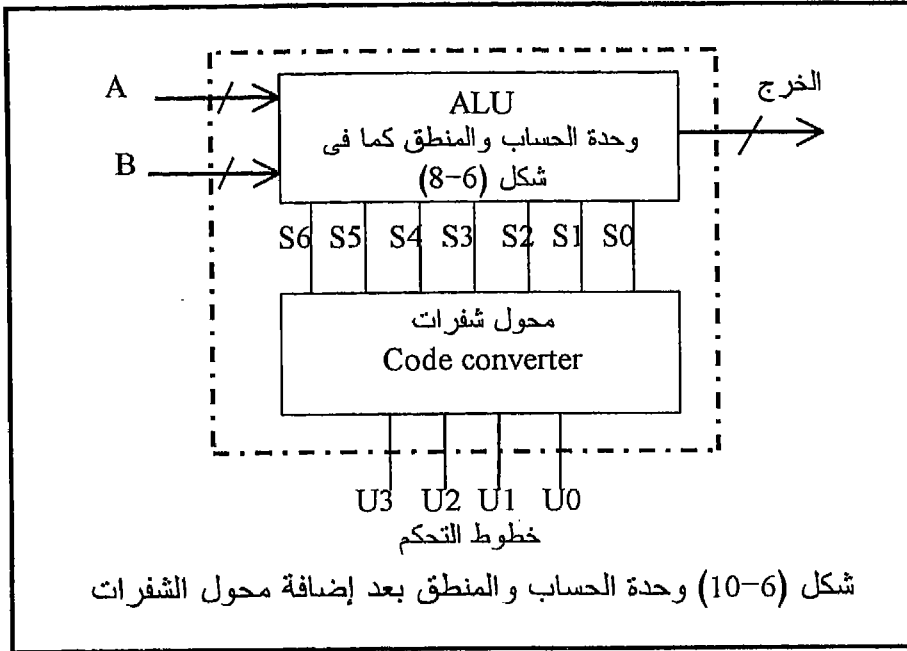 A
B
ALU
وحدة الحساب والمنطق كما فى
شكل (6-8)
الخرج
S6 S5 S4 S3 S2 S1 S0
محول شفرات
Code converter
U3 U2 U1 U0
خطوط التحكم
شكل (6-10) وحدة الحساب والمنطق بعد إضافة محول الشفرات